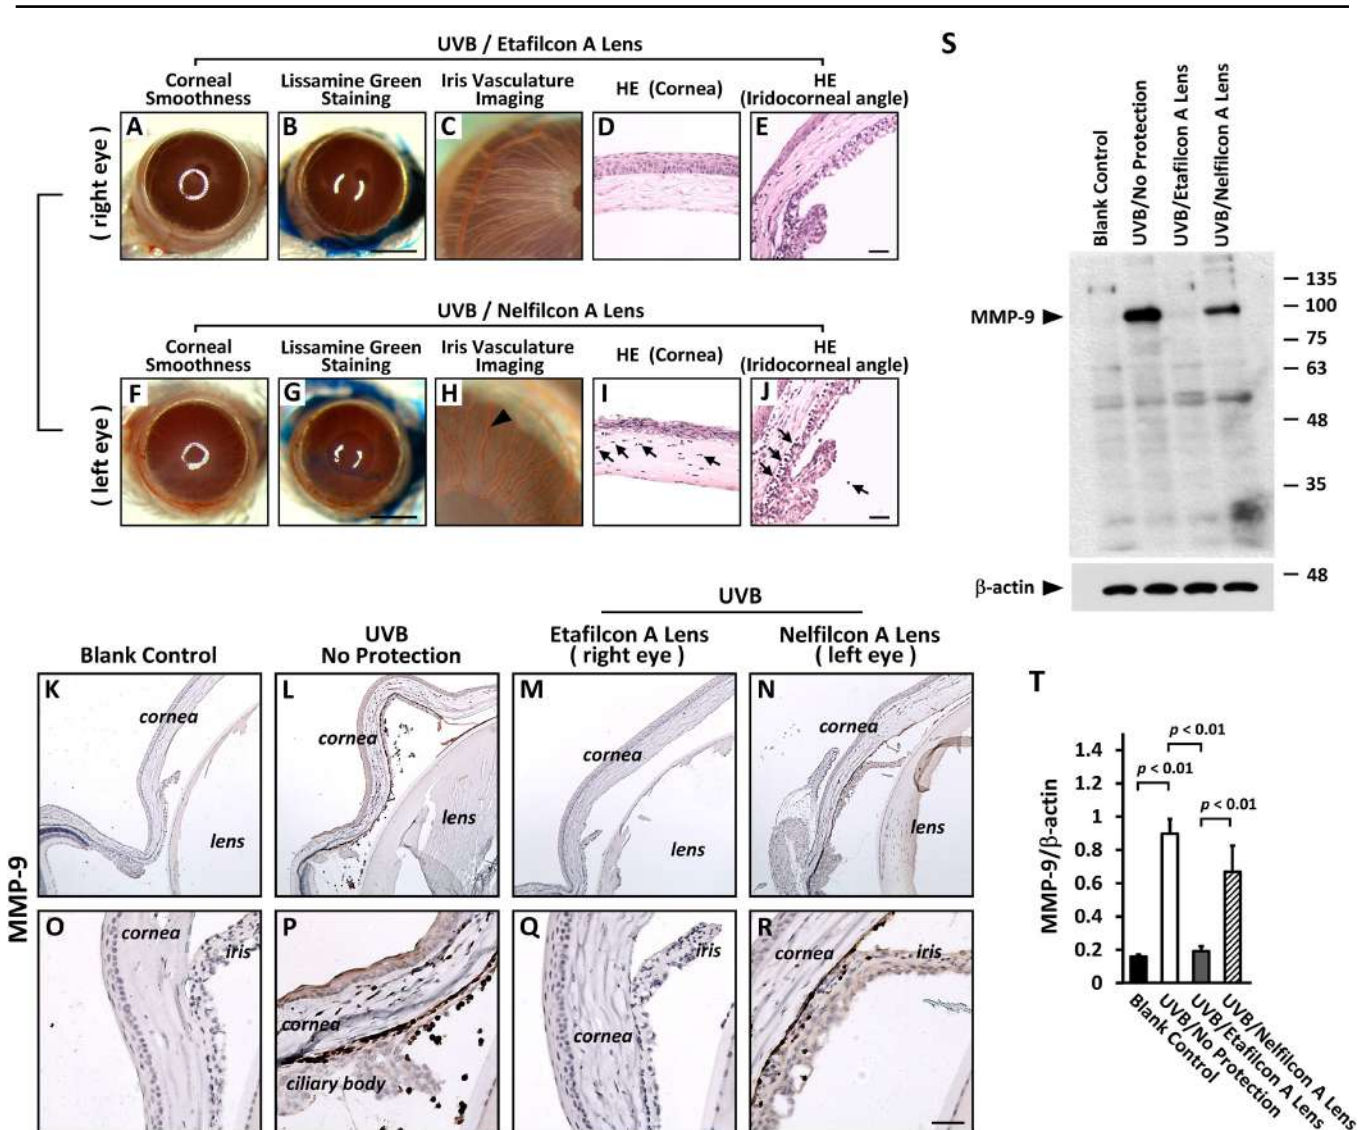 UVB / Etafilcon A Lens
Corneal Smoothness
Lissamine Green Staining
Iris Vasculature Imaging
HE (Cornea)
HE (Iridocorneal angle)
( right eye )
A
B
C
D
E
UVB / Nelfilcon A Lens
Corneal Smoothness
Lissamine Green Staining
Iris Vasculature Imaging
HE (Cornea)
HE (Iridocorneal angle)
( left eye )
F
G
H
I
J
S
Blank Control
UVB/No Protection
UVB/Etafilcon A Lens
UVB/Nelfilcon A Lens
MMP-9
135
100
75
63
48
35
β-actin
48
UVB
Blank Control
UVB
No Protection
Etafilcon A Lens
( right eye )
Nelfilcon A Lens
( left eye )
MMP-9
K
cornea
lens
L
cornea
lens
M
cornea
lens
N
cornea
lens
O
cornea
iris
P
cornea
ciliary body
Q
cornea
iris
R
cornea
iris
T
MMP-9/β-actin
1.4
1.2
1
0.8
0.6
0.4
0.2
0
p < 0.01
p < 0.01
p < 0.01
Blank Control
UVB/No Protection
UVB/Etafilcon A Lens
UVB/Nelfilcon A Lens